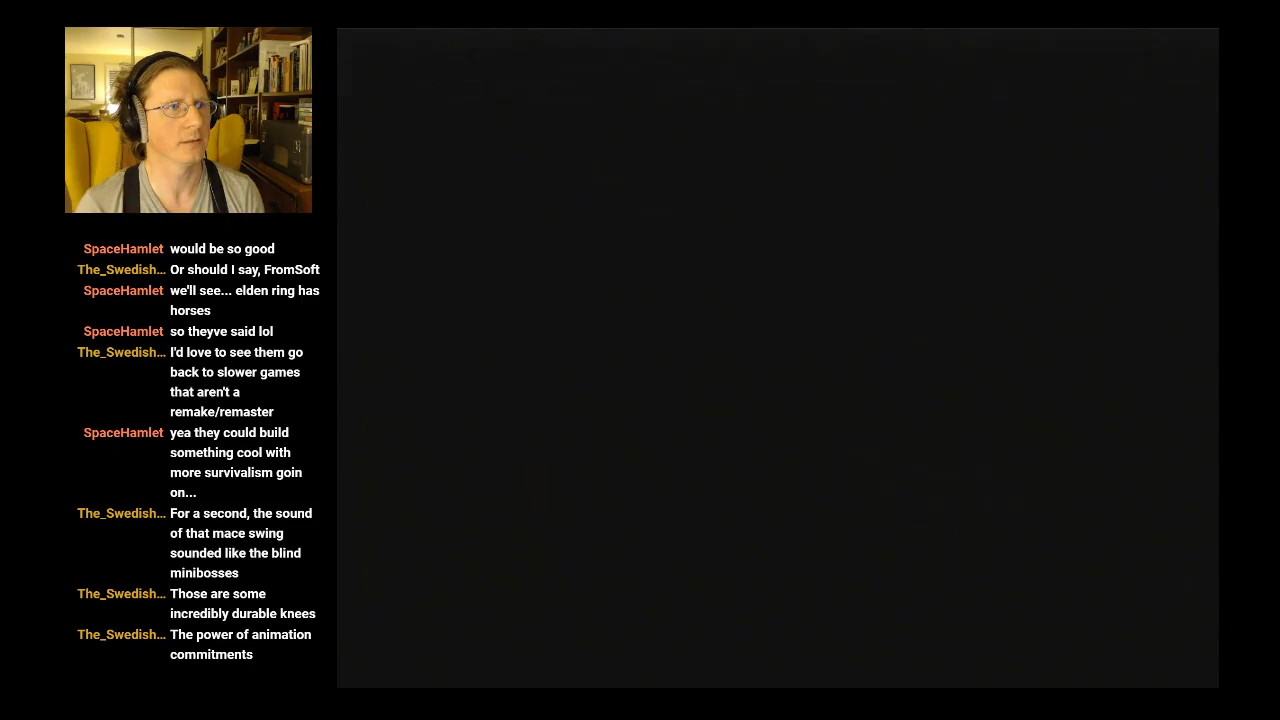 SpaceHamlet would be so good
The_Swedish... Or should I say, FromSoft
SpaceHamlet we'll see... elden ring has
horses
SpaceHamlet so theyve said lol
The_Swedish... I'd love to see them go
back to slower games
that aren't a
remake/remaster
SpaceHamlet yea they could build
something cool with
more survivalism goin
on...
The_Swedish... For a second, the sound
of that mace swing
sounded like the blind
minibosses
The_Swedish... Those are some
incredibly durable knees
The_Swedish... The power of animation
commitments